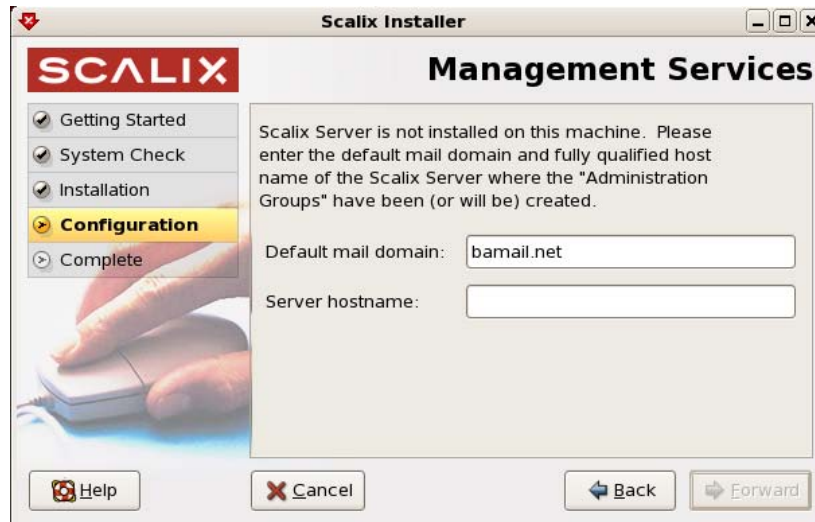 Scalix Installer
SCALIX
Management Services
Getting Started
System Check
Installation
Configuration
Complete
Scalix Server is not installed on this machine. Please
enter the default mail domain and fully qualified host
name of the Scalix Server where the "Administration
Groups" have been (or will be) created.
Default mail domain: bamail.net
Server hostname:
Help
Cancel
Back
Forward